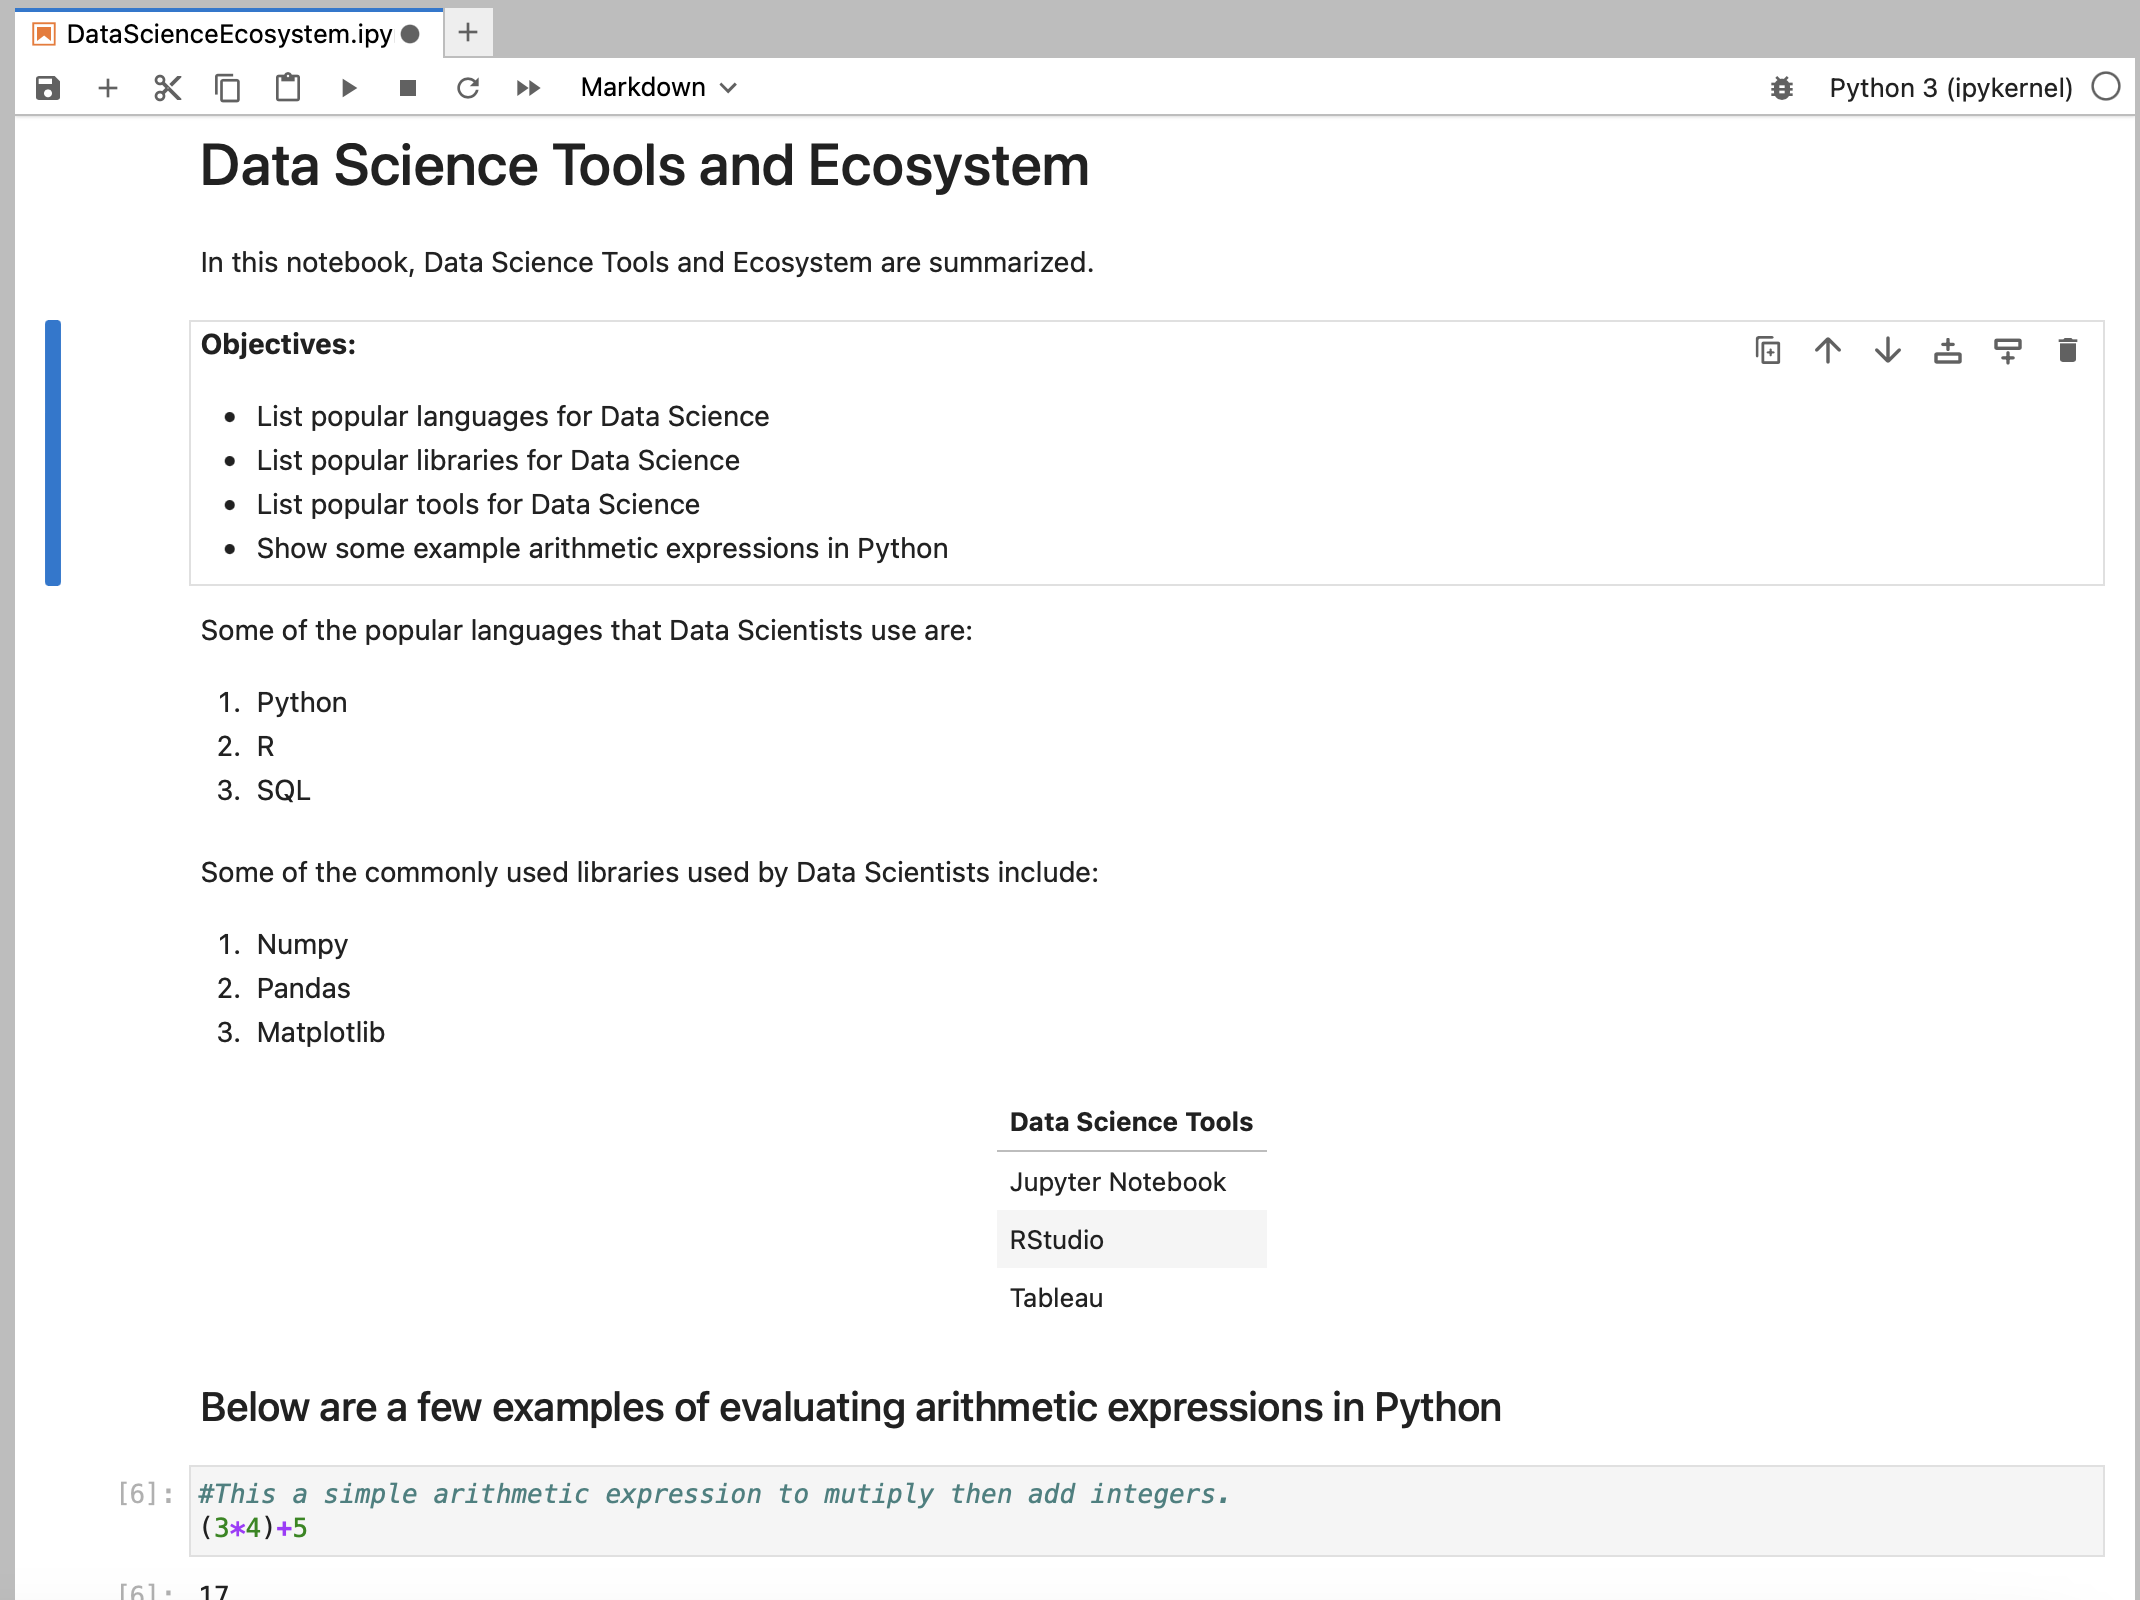 DataScienceEcosystem.ipy
Markdown
Python 3 (ipykernel)
Data Science Tools and Ecosystem
In this notebook, Data Science Tools and Ecosystem are summarized.
Objectives:
• List popular languages for Data Science
• List popular libraries for Data Science
• List popular tools for Data Science
• Show some example arithmetic expressions in Python
Some of the popular languages that Data Scientists use are:
1. Python
2. R
3. SQL
Some of the commonly used libraries used by Data Scientists include:
1. Numpy
2. Pandas
3. Matplotlib
Data Science Tools
Jupyter Notebook
RStudio
Tableau
Below are a few examples of evaluating arithmetic expressions in Python
[6]: #This a simple arithmetic expression to mutiply then add integers.
(3*4)+5
[6]: 17